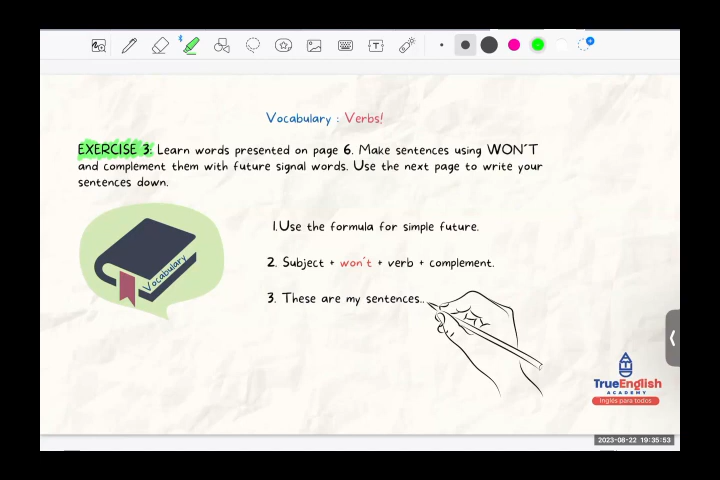 Vocabulary : Verbs!
EXERCISE 3: Learn words presented on page 6. Make sentences using WON'T
and complement them with future signal words. Use the next page to write your
sentences down.
Vocabulary
1.Use the formula for simple future.
2. Subject + won't + verb + complement.
3. These are my sentences..
TrueEnglish
ACADEMY
Inglés para todos
2023-08-22 19:35:53